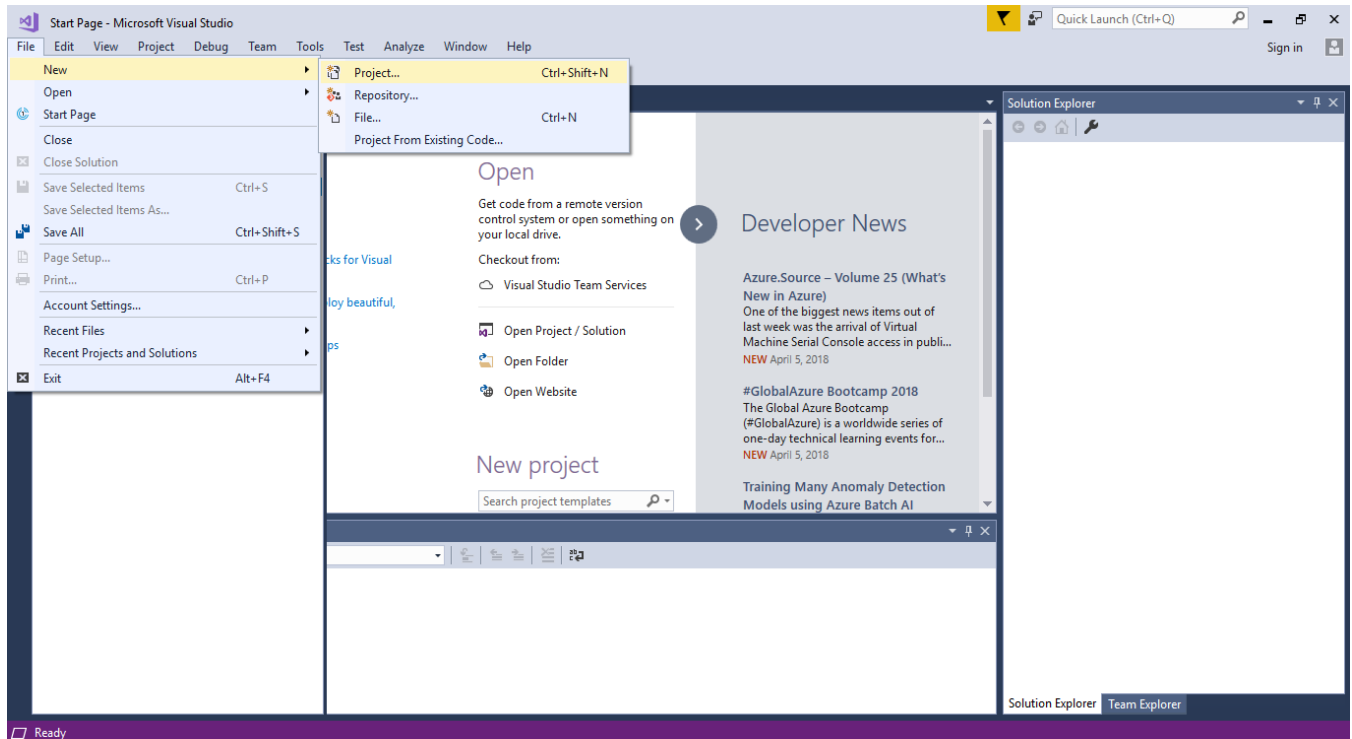 Start Page - Microsoft Visual Studio
Quick Launch (Ctrl+Q)
File Edit View Project Debug Team Tools Test Analyze Window Help
Sign in
New
Open
Start Page
Close
Close Solution
Save Selected Items Ctrl+S
Save Selected Items As...
Save All Ctrl+Shift+S
Page Setup...
Print... Ctrl+P
Account Settings...
Recent Files
Recent Projects and Solutions
Exit Alt+F4
Project... Ctrl+Shift+N
Repository...
File... Ctrl+N
Project From Existing Code...
for Visual
beautiful,
Open
Get code from a remote version
control system or open something on
your local drive.
Checkout from:
Visual Studio Team Services
Open Project / Solution
Open Folder
Open Website
New project
Search project templates
Developer News
Azure.Source – Volume 25 (What's
New in Azure)
One of the biggest news items out of
last week was the arrival of Virtual
Machine Serial Console access in publi...
NEW April 5, 2018
#GlobalAzure Bootcamp 2018
The Global Azure Bootcamp
(#GlobalAzure) is a worldwide series of
one-day technical learning events for...
NEW April 5, 2018
Training Many Anomaly Detection
Models using Azure Batch AI
Solution Explorer
Solution Explorer Team Explorer
Ready